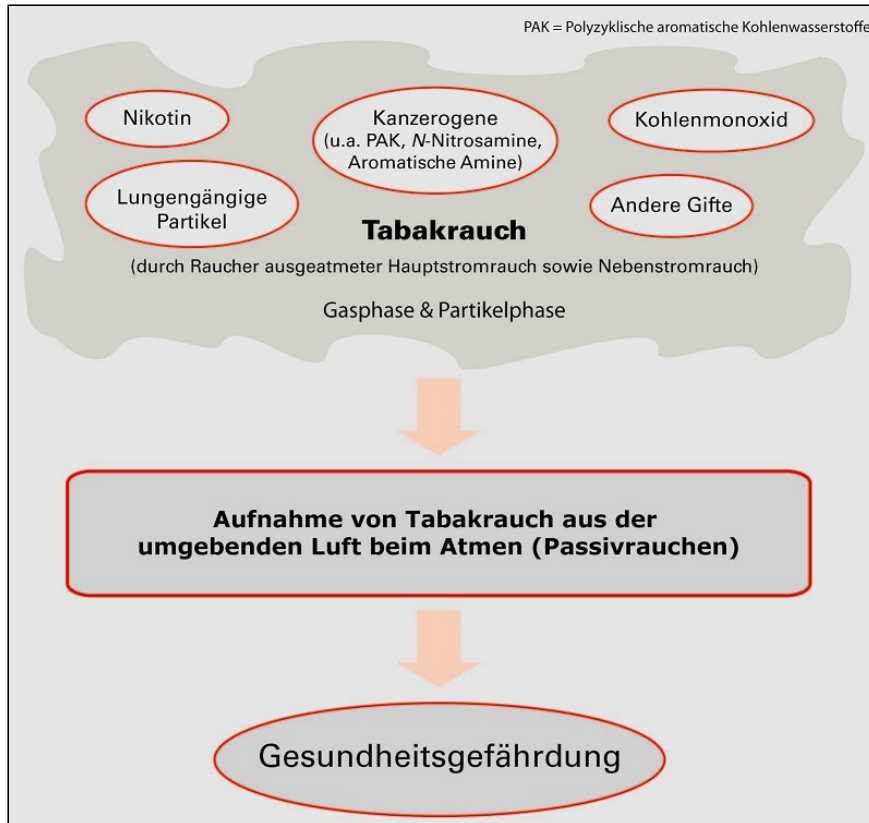 PAK = Polyzyklische aromatische Kohlenwasserstoffe
Nikotin
Kanzerogene
(u.a. PAK, N-Nitrosamine,
Aromatische Amine)
Kohlenmonoxid
Lungengängige
Partikel
Andere Gifte
Tabakrauch
(durch Raucher ausgeatmeter Hauptstromrauch sowie Nebenstromrauch)
Gasphase & Partikelphase
Aufnahme von Tabakrauch aus der
umgebenden Luft beim Atmen (Passivrauchen)
Gesundheitsgefährdung